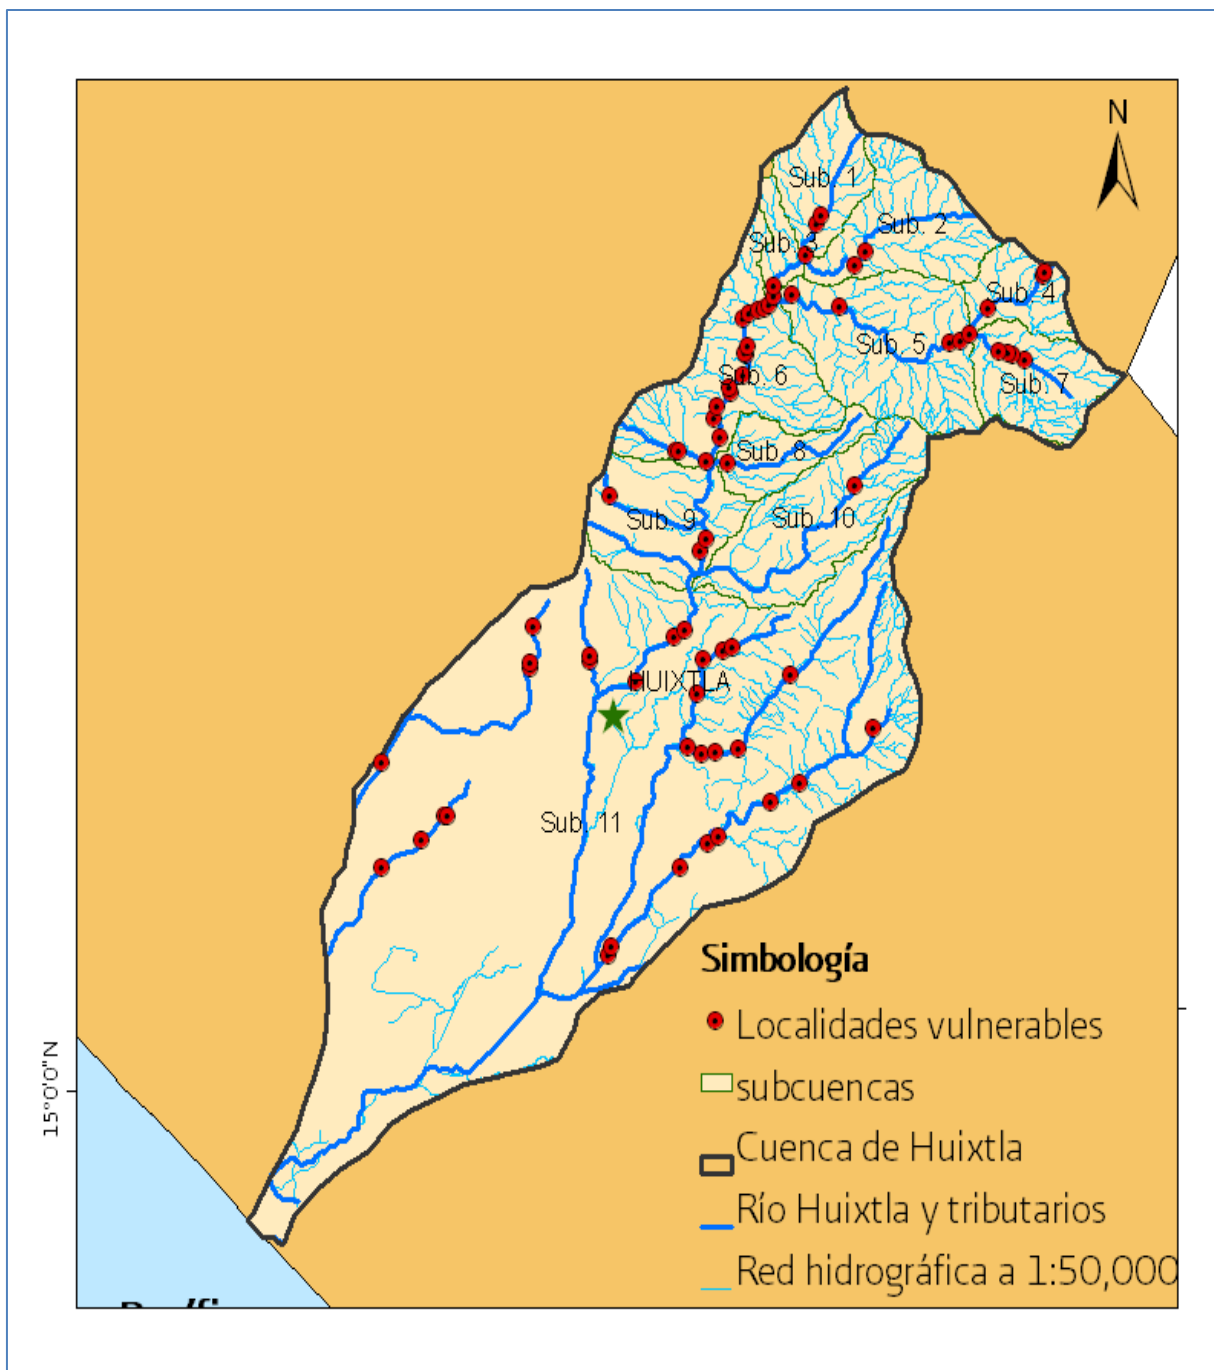 N
Sub. 1
Sub. 2
Sub. 3
Sub. 4
Sub. 5
Sub. 6
Sub. 7
Sub. 8
Sub. 9
Sub. 10
HUIXTLA
Sub. 11
15°0'0"N
Simbología
Localidades vulnerables
subcuencas
Cuenca de Huixtla
Río Huixtla y tributarios
Red hidrográfica a 1:50,000